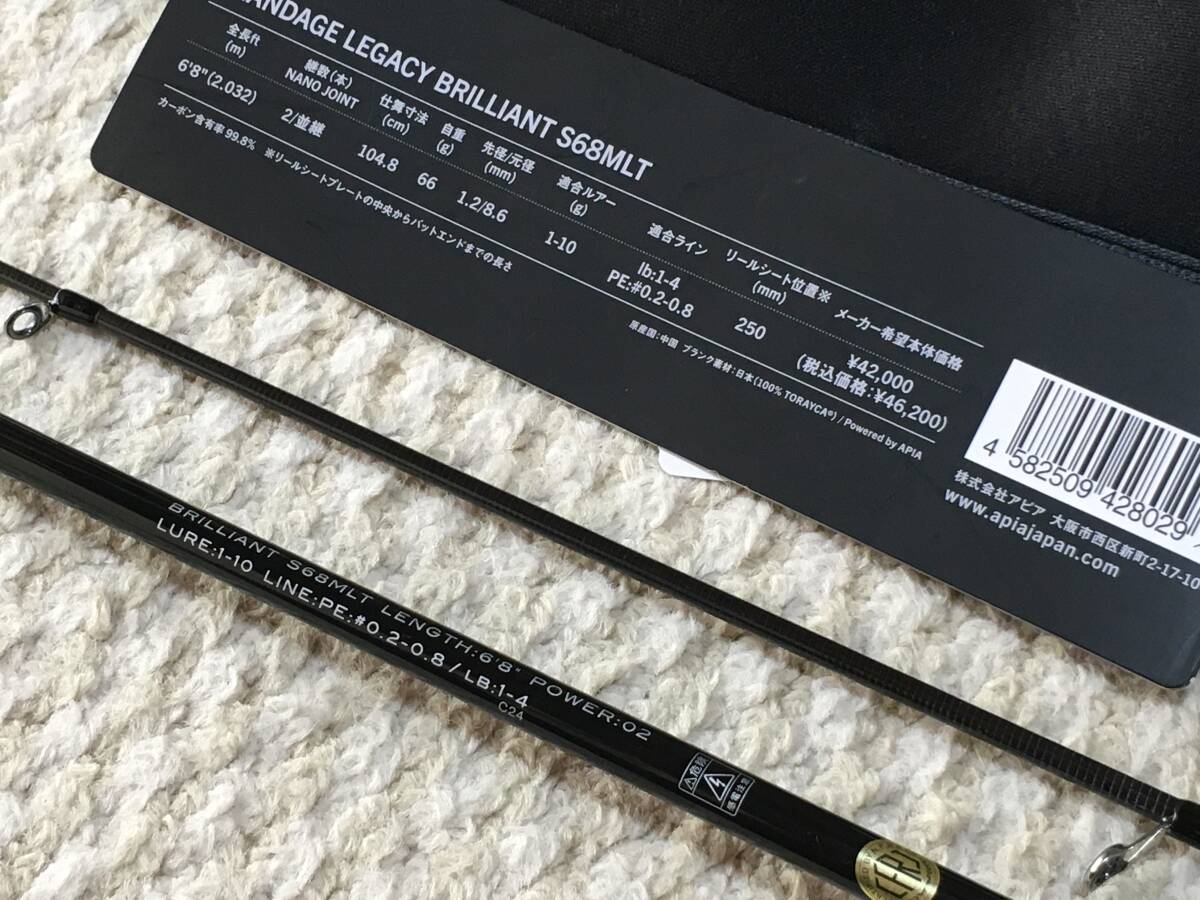 LEGACY BRILLIANT S68MLT
全長ft (m)
継数(本) NANO JOINT
仕舞寸法 (cm)
自重 (g)
先径/元径 (mm)
適合ルアー (g)
適合ライン
リールシート位置※ (mm)
メーカー希望本体価格
6'8"(2.032)
2/並継
104.8
66
1.2/8.6
1-10
lb:1-4
PE:#0.2-0.8
250
¥42,000
(税込価格:¥46,200)
カーボン含有率99.8% ※リールシートプレートの中央からバットエンドまでの長さ
原産国:中国 ブランク素材:日本(100% TORAYCA®) / Powered by APIA
4 582509 428029
株式会社アピア 大阪市西区新町2-17-10
www.apiajapan.com
BRILLIANT S68MLT LENGTH:6'8" POWER:02
LURE:1-10 LINE:PE:#0.2-0.8 / LB:1-4
C24
危険
感電注意